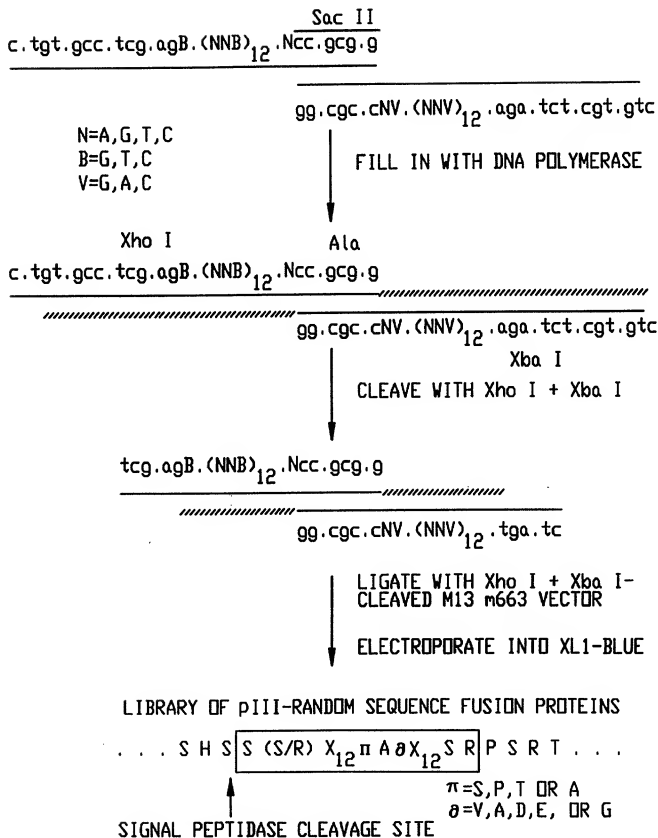 Sac II
c.tgt.gcc.tcg.agB.(NNB)12.Ncc.gcg.g
gg.cgc.cNV.(NNV)12.aga.tct.cgt.gtc
N=A,G,T,C
B=G,T,C
V=G,A,C
FILL IN WITH DNA POLYMERASE
Xho I Ala
c.tgt.gcc.tcg.agB.(NNB)12.Ncc.gcg.g
gg.cgc.cNV.(NNV)12.aga.tct.cgt.gtc
Xba I
CLEAVE WITH Xho I + Xba I
tcg.agB.(NNB)12.Ncc.gcg.g
gg.cgc.cNV.(NNV)12.tga.tc
LIGATE WITH Xho I + Xba I-
CLEAVED M13 m663 VECTOR
ELECTROPORATE INTO XL1-BLUE
LIBRARY OF pIII-RANDOM SEQUENCE FUSION PROTEINS
. . . S H S S (S/R) X12 π A ∂ X12 S R P S R T . . .
π=S,P,T OR A
∂=V,A,D,E, OR G
SIGNAL PEPTIDASE CLEAVAGE SITE